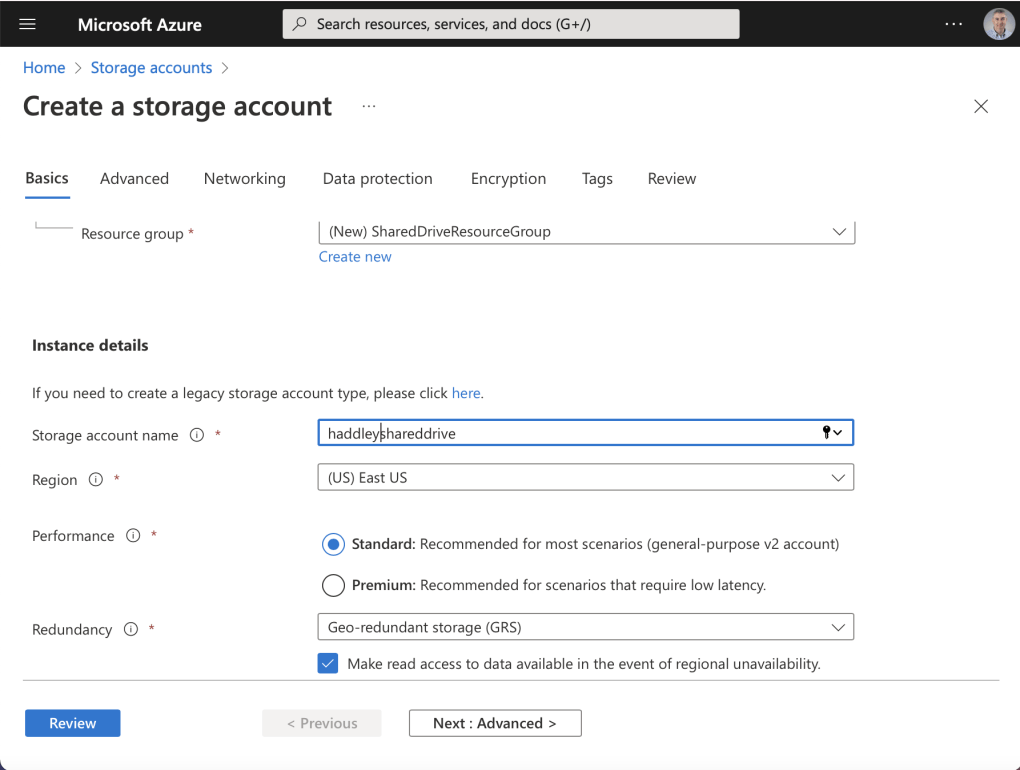 Microsoft Azure
Search resources, services, and docs (G+/)
...
Home > Storage accounts >
Create a storage account ...
Basics Advanced Networking Data protection Encryption Tags Review
Resource group *
(New) SharedDriveResourceGroup
Create new
Instance details
If you need to create a legacy storage account type, please click here.
Storage account name *
haddleyshareddrive
Region *
(US) East US
Performance *
Standard: Recommended for most scenarios (general-purpose v2 account)
Premium: Recommended for scenarios that require low latency.
Redundancy *
Geo-redundant storage (GRS)
Make read access to data available in the event of regional unavailability.
Review < Previous Next : Advanced >